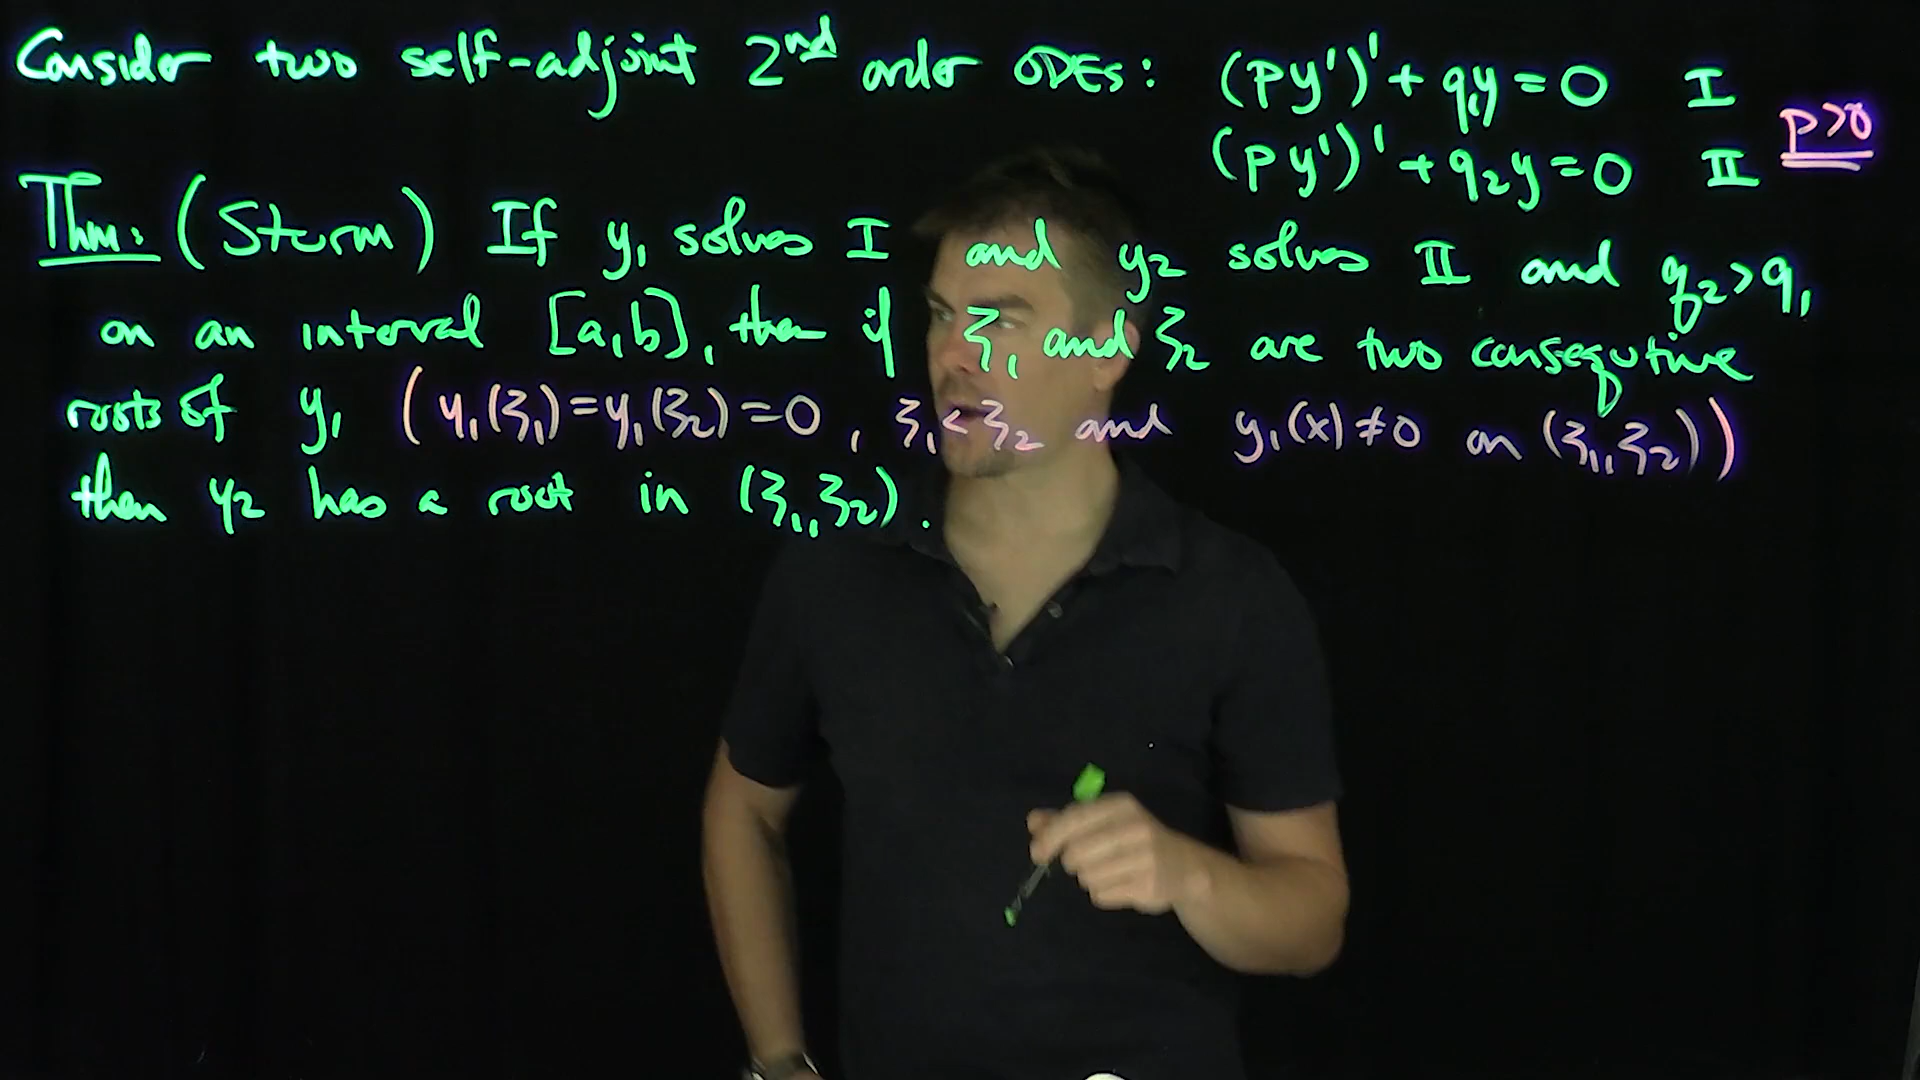 Consider two self-adjoint 2nd order ODEs: (py')' + q₁y = 0 I
(py')' + q₂y = 0 II p>0
Thm: (Sturm) If y₁ solves I and y₂ solves II and q₂>q₁
on an interval [a,b], then if ξ₁ and ξ₂ are two consequtive
roots of y₁ (y₁(ξ₁)=y₁(ξ₂)=0, ξ₁<ξ₂ and y₁(x)≠0 on (ξ₁,ξ₂))
then y₂ has a root in (ξ₁,ξ₂).